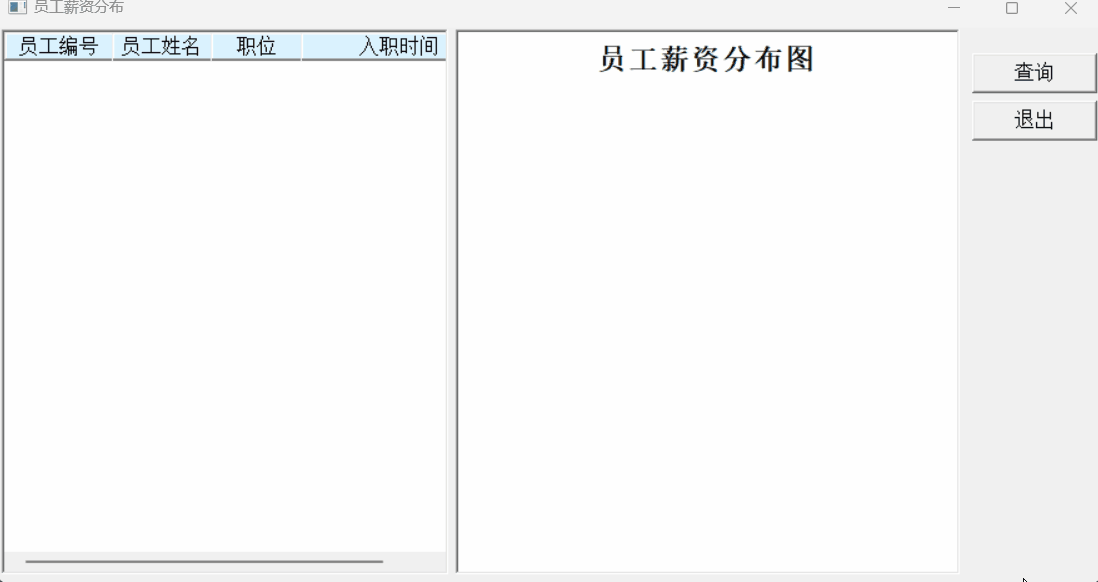 员工薪资分布
员工编号 员工姓名 职位 入职时间
员工薪资分布图
查询
退出